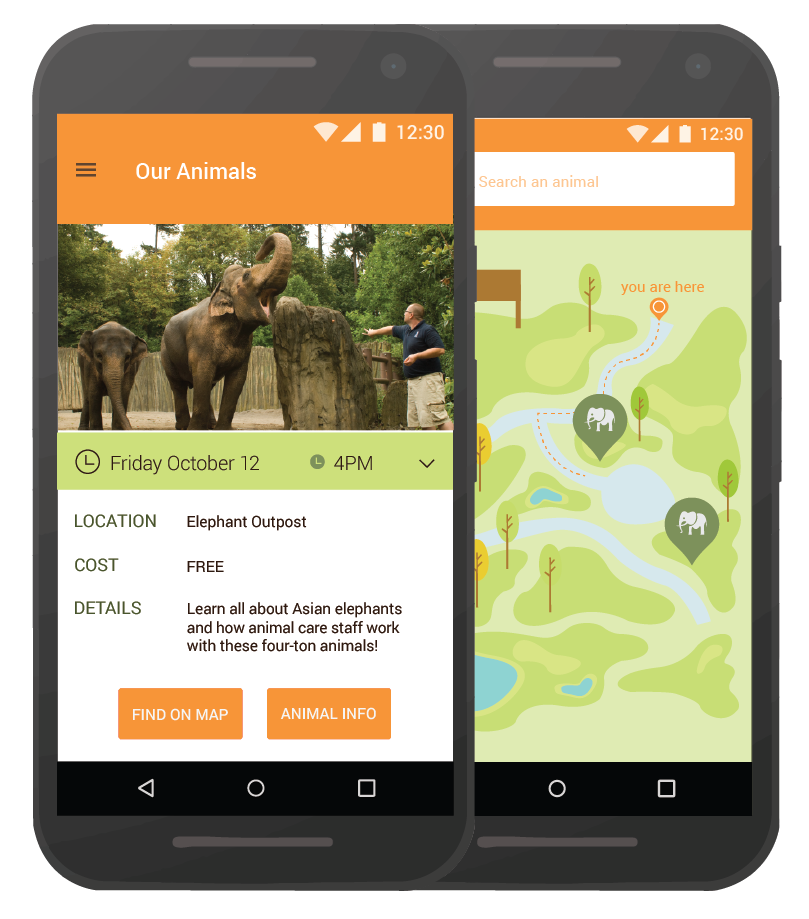 12:30
Our Animals
Friday October 12 4PM
LOCATION Elephant Outpost
COST FREE
DETAILS Learn all about Asian elephants
and how animal care staff work
with these four-ton animals!
FIND ON MAP ANIMAL INFO
12:30
Search an animal
you are here